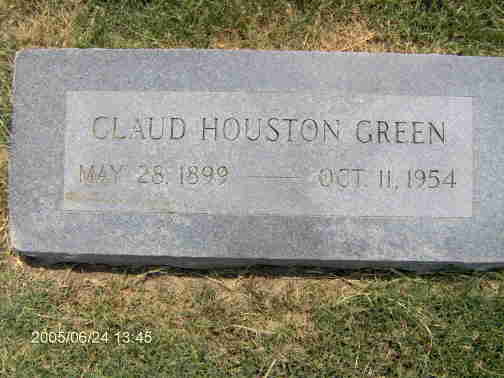 CLAUD HOUSTON GREEN
MAY 28, 1899 — OCT. 11, 1954
2005/06/24 13:45